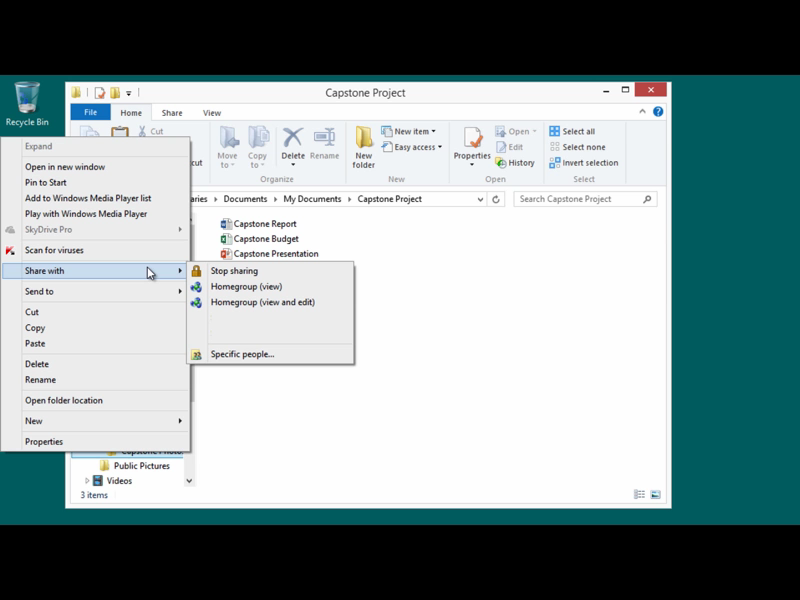 Capstone Project
Recycle Bin
File
Home
Share
View
Cut
Move to
Copy to
Delete
Rename
New folder
New item
Easy access
Properties
Open
Edit
History
Select all
Select none
Invert selection
Organize
New
Open
Select
Documents
My Documents
Capstone Project
Search Capstone Project
Capstone Report
Capstone Budget
Capstone Presentation
Expand
Open in new window
Pin to Start
Add to Windows Media Player list
Play with Windows Media Player
SkyDrive Pro
Scan for viruses
Share with
Send to
Cut
Copy
Paste
Delete
Rename
Open folder location
New
Properties
Stop sharing
Homegroup (view)
Homegroup (view and edit)
Specific people...
Public Pictures
Videos
3 items